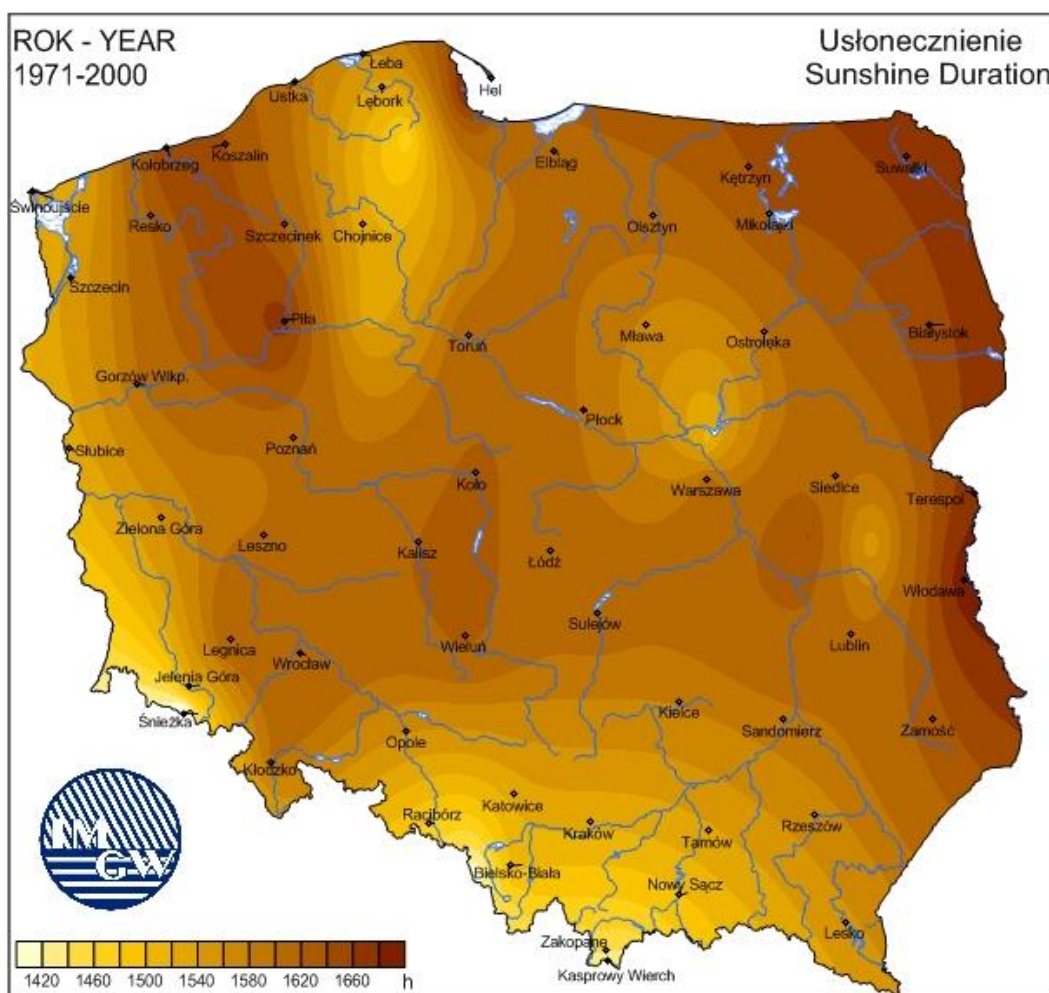 ROK - YEAR
1971-2000
Usłonecznienie
Sunshine Duration
Łeba
Ustka
Lębork
Hel
Kołobrzeg
Koszalin
Elbląg
Kętrzyn
Suwałki
Świnoujście
Resko
Szczecinek
Chojnice
Olsztyn
Mikołajki
Szczecin
Piła
Toruń
Mława
Ostrołęka
Białystok
Gorzów Wlkp.
Płock
Słubice
Poznań
Koło
Warszawa
Siedlce
Terespol
Zielona Góra
Leszno
Kalisz
Łódź
Włodawa
Sulejów
Legnica
Wrocław
Wieluń
Lublin
Jelenia Góra
Śnieżka
Kielce
Sandomierz
Zamość
Opole
Kłodzko
Racibórz
Katowice
Kraków
Tarnów
Rzeszów
Bielsko-Biała
Nowy Sącz
Lesko
Zakopane
Kasprowy Wierch
IM
GW
1420 1460 1500 1540 1580 1620 1660 h